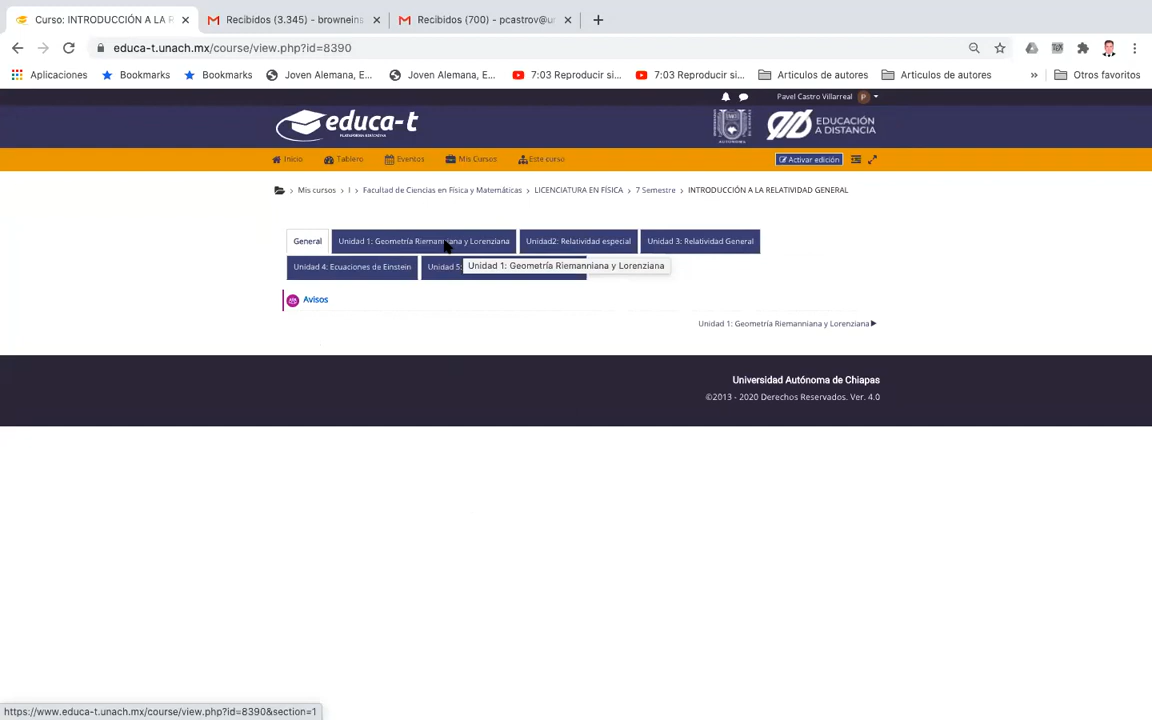 Curso: INTRODUCCIÓN A LA R
Recibidos (3.345) - browneins
Recibidos (700) - pcastrov@u
educa-t.unach.mx/course/view.php?id=8390
Aplicaciones
Bookmarks
Bookmarks
Joven Alemana, E...
Joven Alemana, E...
7:03 Reproducir si...
7:03 Reproducir si...
Articulos de autores
Articulos de autores
»
Otros favoritos
Pavel Castro Villarreal
P
educa-t
PLATAFORMA EDUCATIVA
AUTÓNOMA
EDUCACIÓN
A DISTANCIA
Inicio
Tablero
Eventos
Mis Cursos
Este curso
Activar edición
> Mis cursos > I > Facultad de Ciencias en Física y Matemáticas > LICENCIATURA EN FÍSICA > 7 Semestre > INTRODUCCIÓN A LA RELATIVIDAD GENERAL
General
Unidad 1: Geometría Riemanniana y Lorenziana
Unidad2: Relatividad especial
Unidad 3: Relatividad General
Unidad 4: Ecuaciones de Einstein
Unidad 5:
Unidad 1: Geometría Riemanniana y Lorenziana
Avisos
Unidad 1: Geometría Riemanniana y Lorenziana
Universidad Autónoma de Chiapas
©2013 - 2020 Derechos Reservados. Ver. 4.0
https://www.educa-t.unach.mx/course/view.php?id=8390&section=1